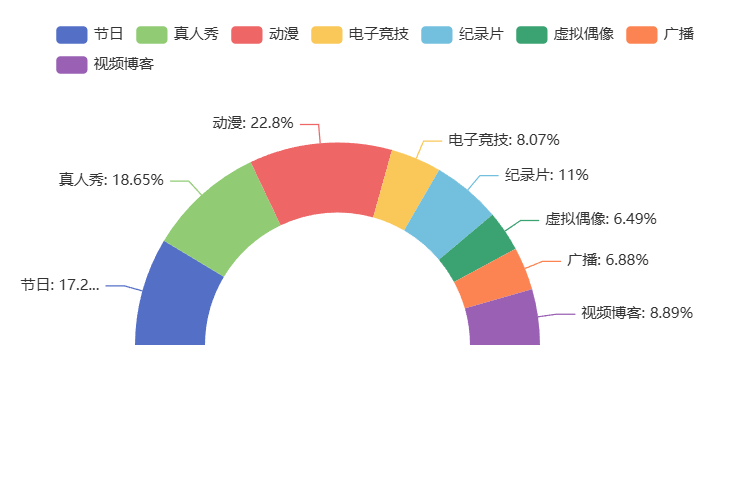 节日 真人秀 动漫 电子竞技 纪录片 虚拟偶像 广播
视频博客
动漫: 22.8%
电子竞技: 8.07%
纪录片: 11%
真人秀: 18.65%
虚拟偶像: 6.49%
广播: 6.88%
节日: 17.2...
视频博客: 8.89%